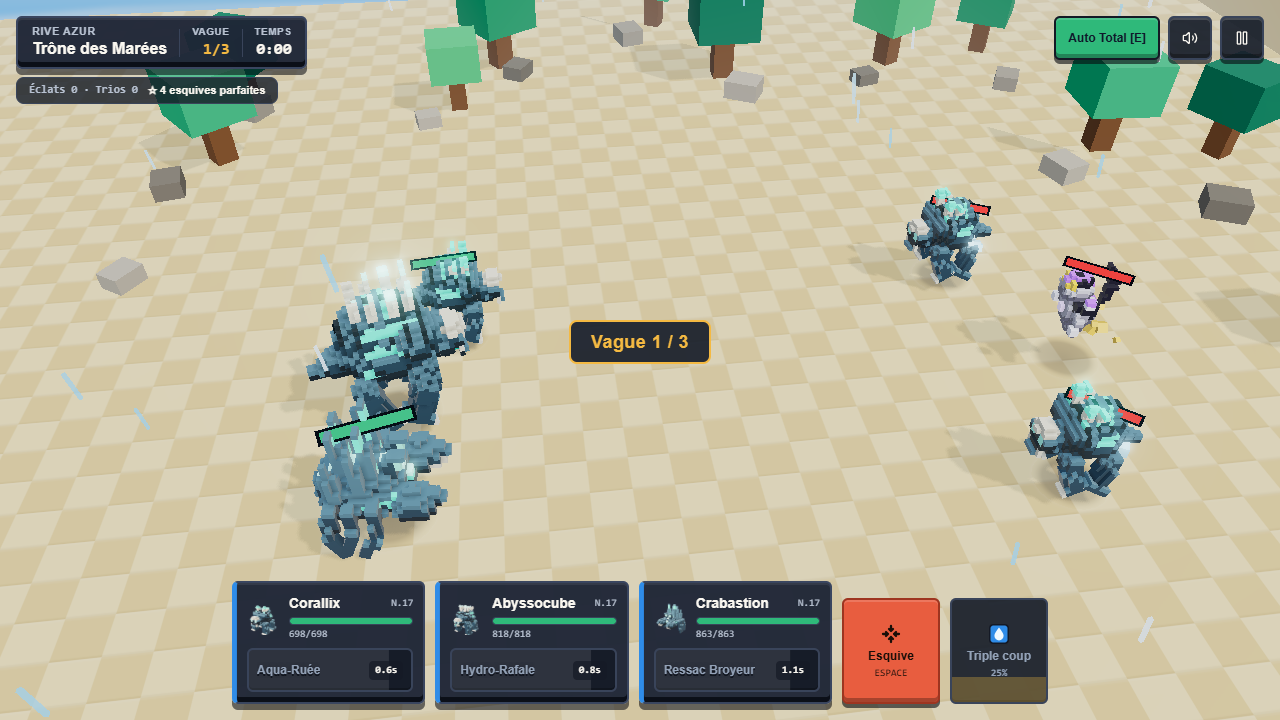 RIVE AZUR
Trône des Marées
VAGUE
1/3
TEMPS
0:00
Éclats 0 · Trios 0 ☆ 4 esquives parfaites
Auto Total [E]
Vague 1 / 3
Corallix N.17
698/698
Aqua-Ruée 0.6s
Abyssocube N.17
818/818
Hydro-Rafale 0.8s
Crabastion N.17
863/863
Ressac Broyeur 1.1s
Esquive
ESPACE
Triple coup
25%